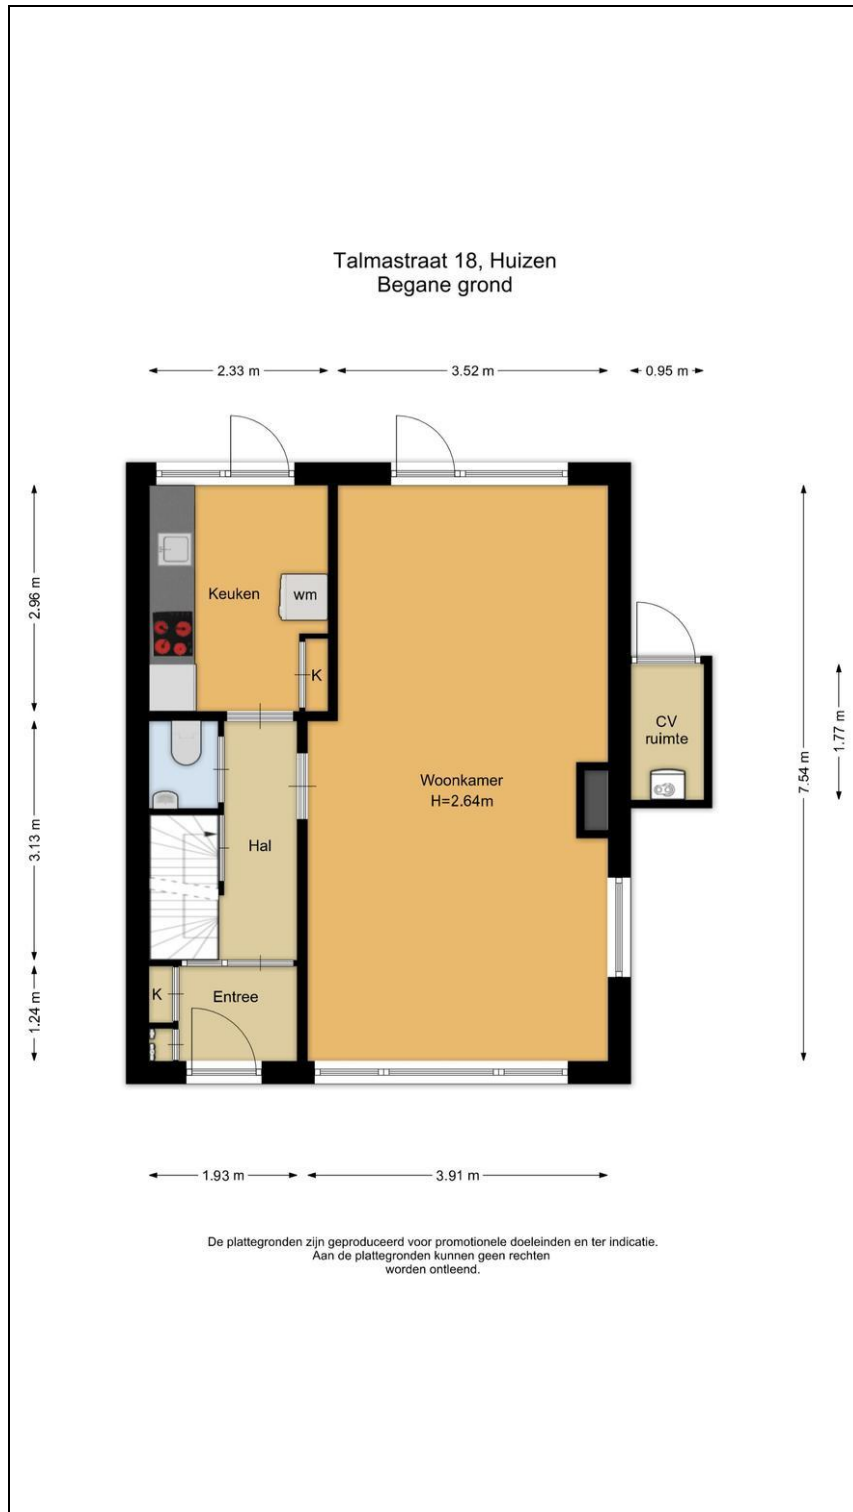 Talmastraat 18, Huizen
Begane grond
2.33 m
3.52 m
0.95 m
2.96 m
Keuken
wm
K
CV
ruimte
1.77 m
Woonkamer
H=2.64m
7.54 m
3.13 m
Hal
K
Entree
1.24 m
1.93 m
3.91 m
De plattegronden zijn geproduceerd voor promotionele doeleinden en ter indicatie.
Aan de plattegronden kunnen geen rechten
worden ontleend.